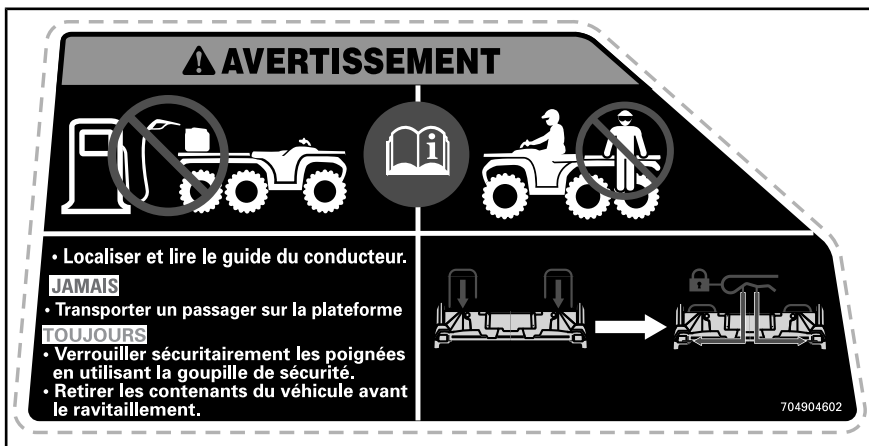 AVERTISSEMENT
• Localiser et lire le guide du conducteur.
JAMAIS
• Transporter un passager sur la plateforme
TOUJOURS
• Verrouiller sécuritairement les poignées
en utilisant la goupille de sécurité.
• Retirer les contenants du véhicule avant
le ravitaillement.
704904602